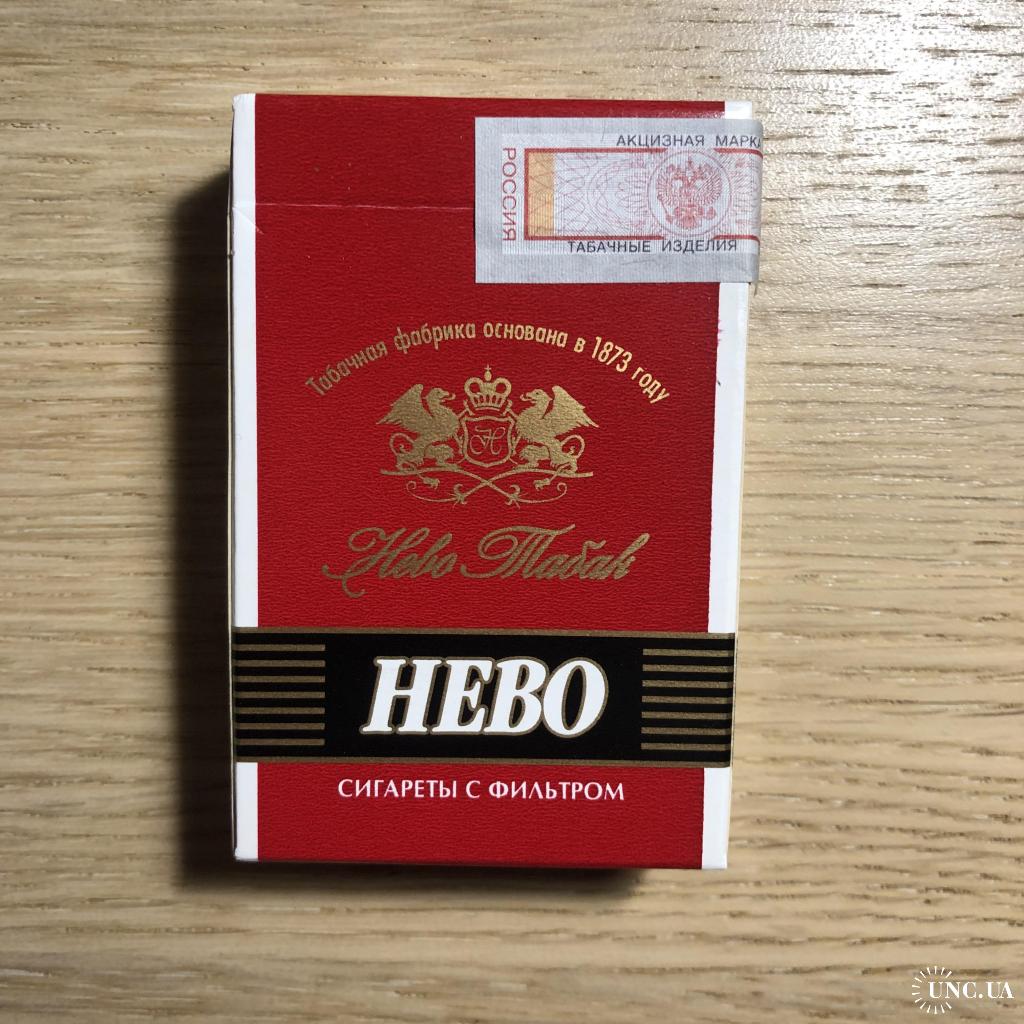 АКЦИЗНАЯ МАРКА
РОССИЯ
ТАБАЧНЫЕ ИЗДЕЛИЯ
Табачная фабрика основана в 1873 году
Н
Нево Табак
НЕВО
СИГАРЕТЫ С ФИЛЬТРОМ
UNC.UA